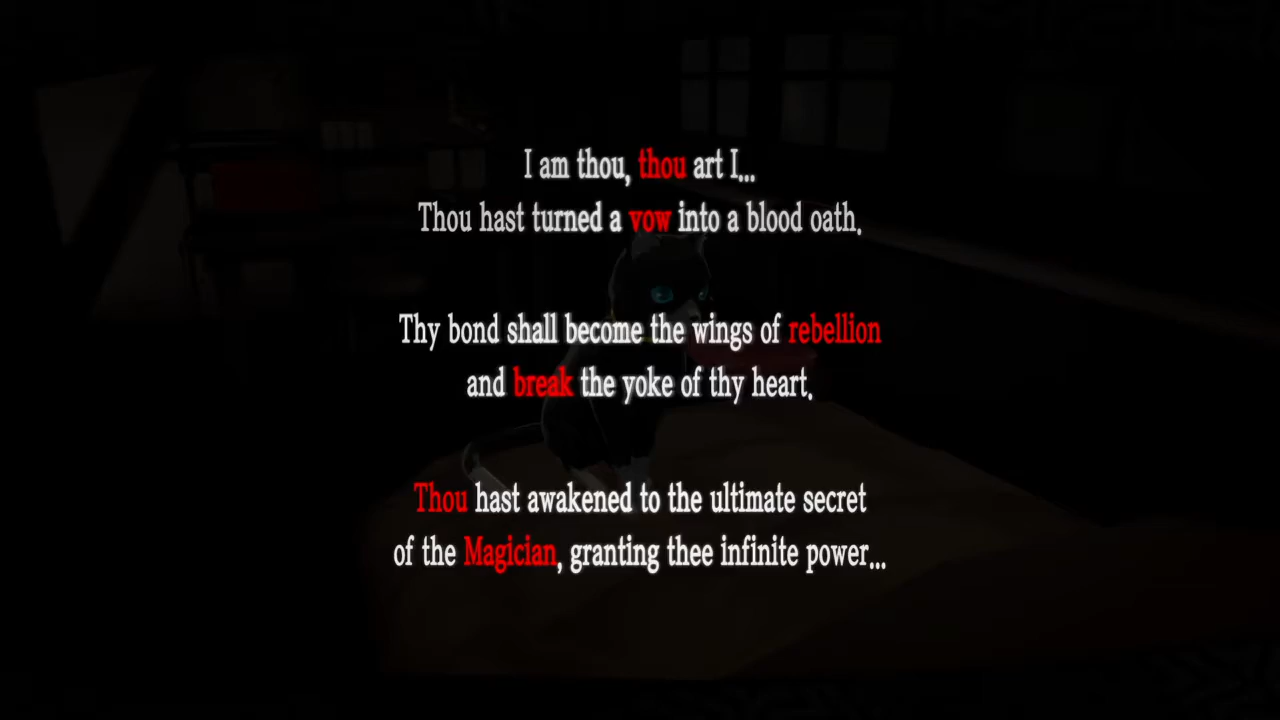 I am thou, thou art I...
Thou hast turned a vow into a blood oath.
Thy bond shall become the wings of rebellion
and break the yoke of thy heart.
Thou hast awakened to the ultimate secret
of the Magician, granting thee infinite power...